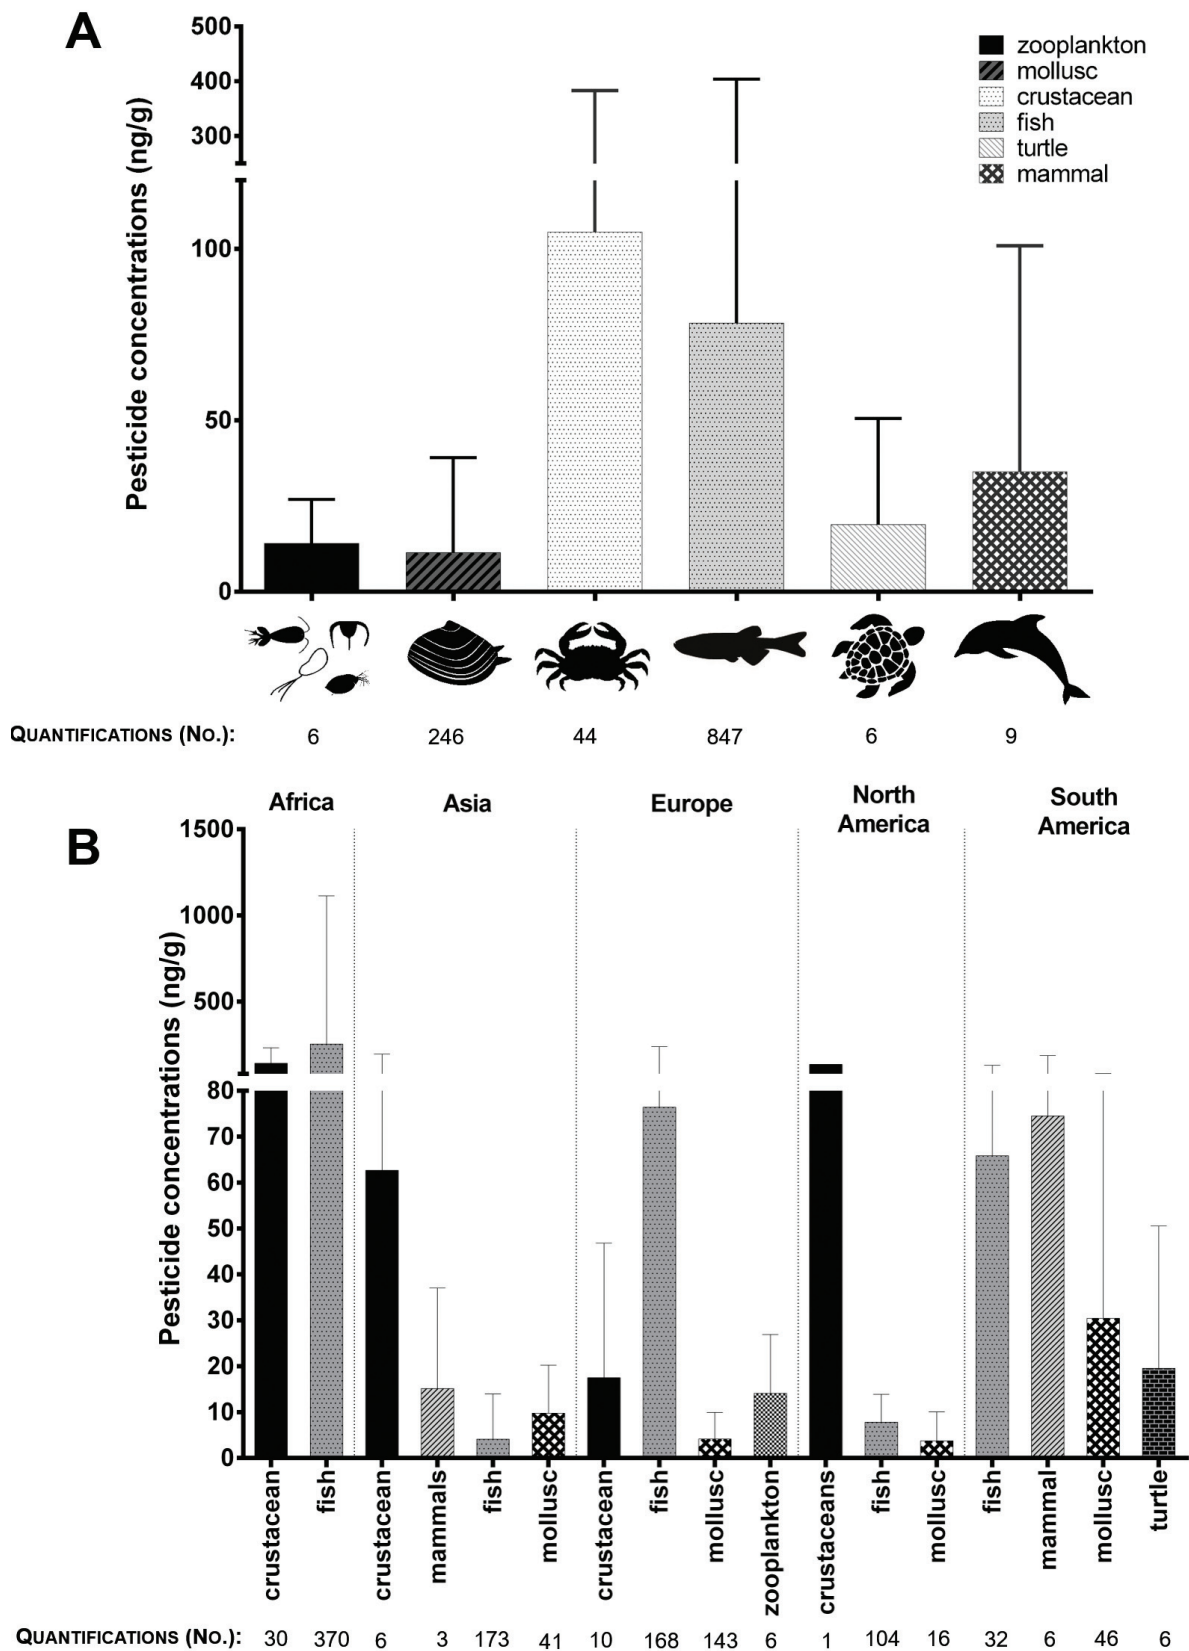 A
Pesticide concentrations (ng/g)
500
400
300
100
50
0
zooplankton
mollusc
crustacean
fish
turtle
mammal
QUANTIFICATIONS (NO.): 6 246 44 847 6 9
B
Africa Asia Europe North America South America
Pesticide concentrations (ng/g)
1500
1000
500
80
70
60
50
40
30
20
10
0
crustacean
fish
crustacean
mammals
fish
mollusc
crustacean
fish
mollusc
zooplankton
crustaceans
fish
mollusc
fish
mammal
mollusc
turtle
QUANTIFICATIONS (NO.): 30 370 6 3 173 41 10 168 143 6 1 104 16 32 6 46 6